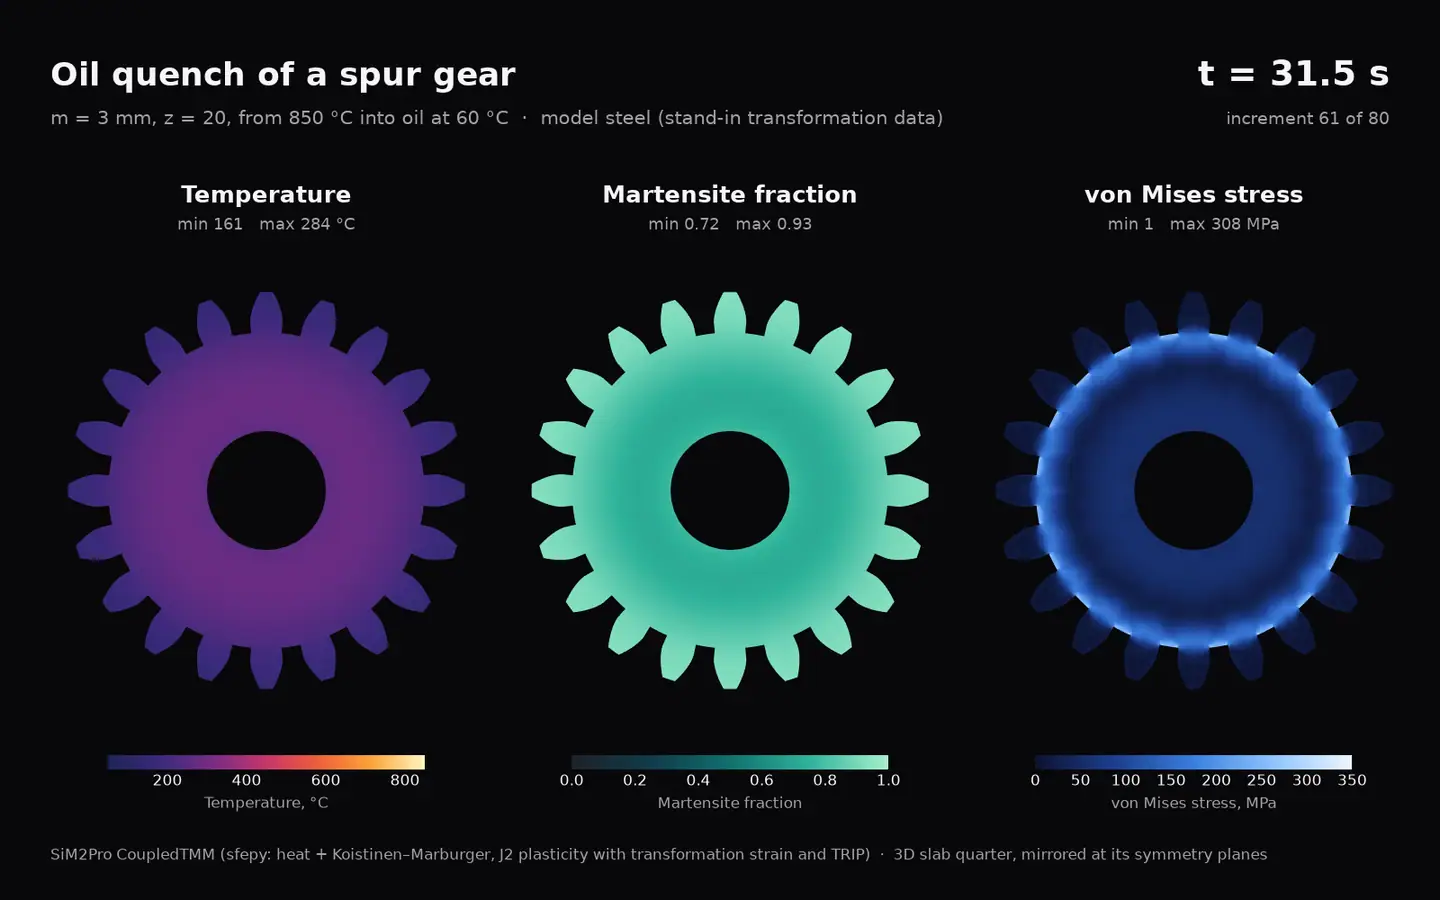 Oil quench of a spur gear
t = 31.5 s
m = 3 mm, z = 20, from 850 °C into oil at 60 °C · model steel (stand-in transformation data)
increment 61 of 80
Temperature
min 161 max 284 °C
Martensite fraction
min 0.72 max 0.93
von Mises stress
min 1 max 308 MPa
200 400 600 800
Temperature, °C
0.0 0.2 0.4 0.6 0.8 1.0
Martensite fraction
0 50 100 150 200 250 300 350
von Mises stress, MPa
SiM2Pro CoupledTMM (sfepy: heat + Koistinen–Marburger, J2 plasticity with transformation strain and TRIP) · 3D slab quarter, mirrored at its symmetry planes